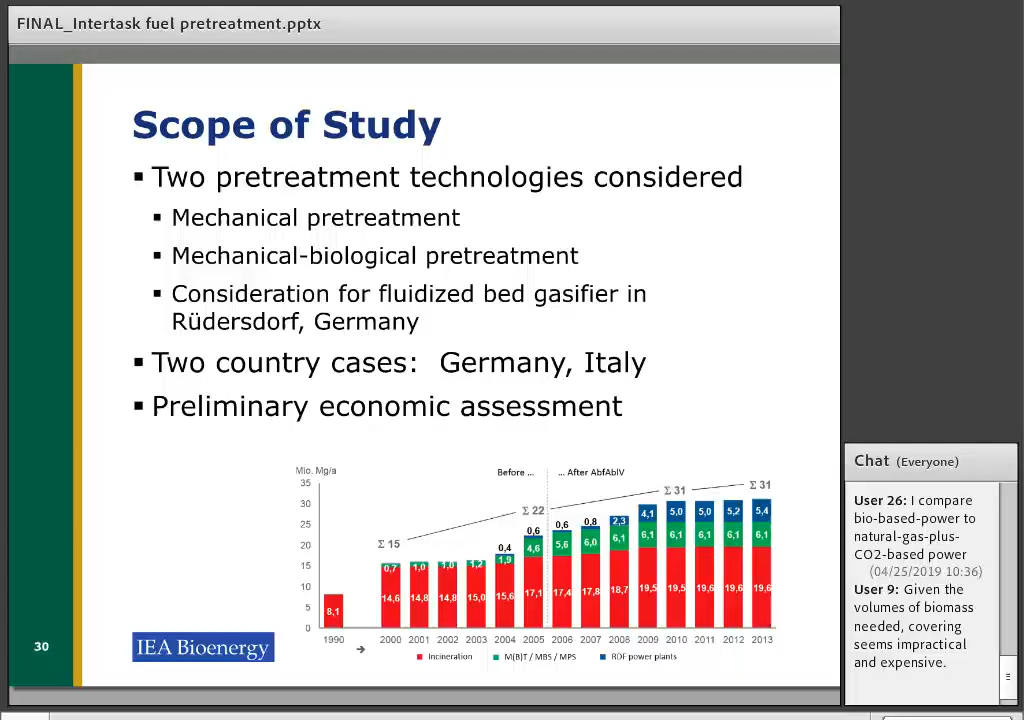 FINAL_Intertask fuel pretreatment.pptx
Scope of Study
▪ Two pretreatment technologies considered
▪ Mechanical pretreatment
▪ Mechanical-biological pretreatment
▪ Consideration for fluidized bed gasifier in
Rüdersdorf, Germany
▪ Two country cases: Germany, Italy
▪ Preliminary economic assessment
Mio. Mg/a
Before ... ... After AbfAblV
35
30
25
20
15
10
5
0
Σ 15
Σ 22
Σ 31
Σ 31
0,6 0,6 0,8 2,3 4,1 5,0 5,0 5,2 5,4
0,7 1,0 1,0 1,2 0,4 1,9 4,6 5,6 6,0 6,1 6,1 6,1 6,1 6,1 6,1
8,1 14,6 14,8 14,8 15,0 15,6 17,1 17,4 17,8 18,7 19,5 19,5 19,6 19,6 19,6
1990 2000 2001 2002 2003 2004 2005 2006 2007 2008 2009 2010 2011 2012 2013
Incineration M(B)T / MBS / MPS RDF power plants
30
IEA Bioenergy
Chat (Everyone)
User 26: I compare
bio-based-power to
natural-gas-plus-
CO2-based power
(04/25/2019 10:36)
User 9: Given the
volumes of biomass
needed, covering
seems impractical
and expensive.